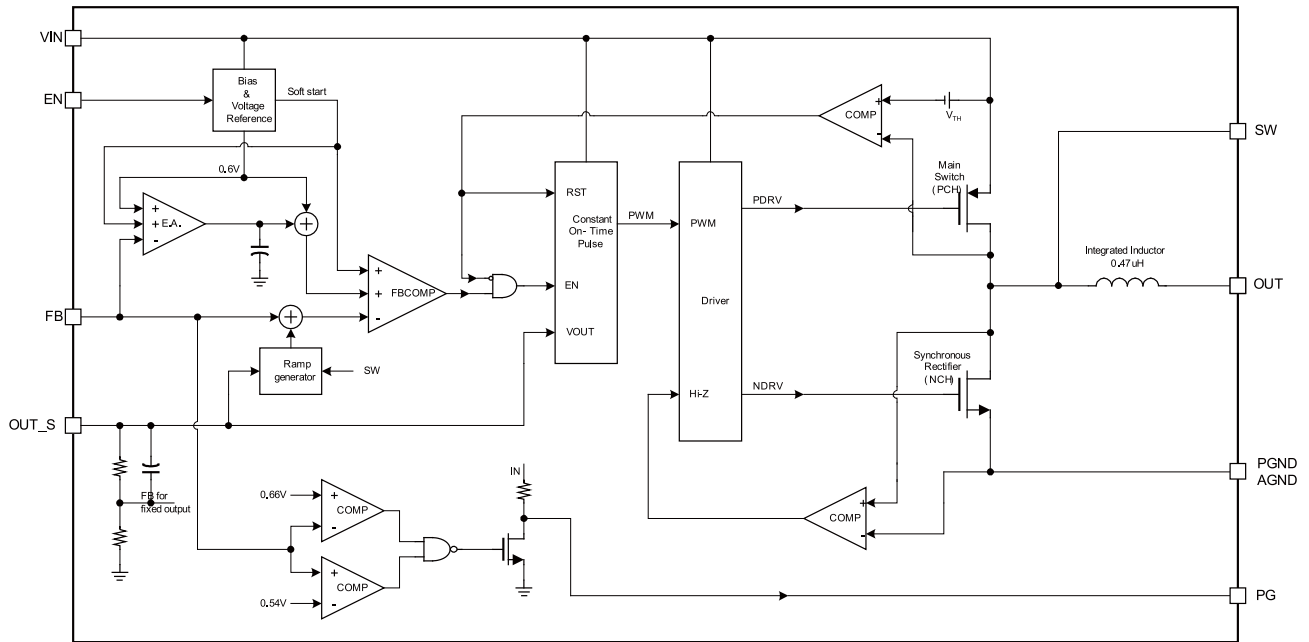 VIN
EN
FB
OUT_S
Bias
&
Voltage
Reference
Soft start
0.6V
+
+
-
E.A.
+
+
+
-
FBCOMP
+
Ramp
generator
SW
FB for
fixed output
RST
Constant
On- Time
Pulse
EN
VOUT
PWM
PWM
Driver
Hi-Z
PDRV
NDRV
COMP
+
-
VTH
Main
Switch
(PCH)
Synchronous
Rectifier
(NCH)
COMP
+
-
Integrated Inductor
0.47uH
0.66V
+
-
COMP
+
-
COMP
0.54V
IN
SW
OUT
PGND
AGND
PG